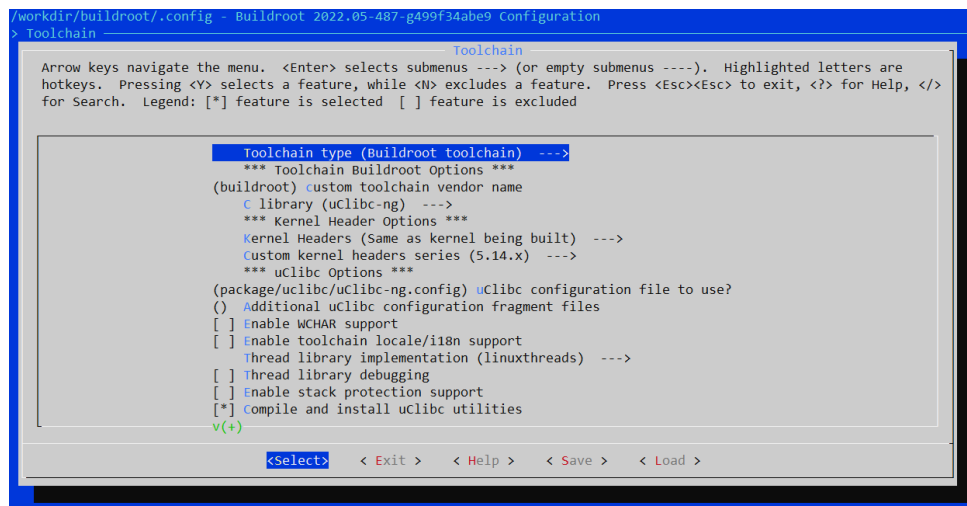 /workdir/buildroot/.config - Buildroot 2022.05-487-g499f34abe9 Configuration
> Toolchain
Toolchain
Arrow keys navigate the menu.  <Enter> selects submenus ---> (or empty submenus ----).  Highlighted letters are
hotkeys.  Pressing <Y> selects a feature, while <N> excludes a feature.  Press <Esc><Esc> to exit, <?> for Help, </>
for Search.  Legend: [*] feature is selected  [ ] feature is excluded
Toolchain type (Buildroot toolchain)  --->
*** Toolchain Buildroot Options ***
(buildroot) custom toolchain vendor name
C library (uClibc-ng)  --->
*** Kernel Header Options ***
Kernel Headers (Same as kernel being built)  --->
Custom kernel headers series (5.14.x)  --->
*** uClibc Options ***
(package/uclibc/uClibc-ng.config) uClibc configuration file to use?
()  Additional uClibc configuration fragment files
[ ] Enable WCHAR support
[ ] Enable toolchain locale/i18n support
Thread library implementation (linuxthreads)  --->
[ ] Thread library debugging
[ ] Enable stack protection support
[*] Compile and install uClibc utilities
v(+)
<Select>    < Exit >    < Help >    < Save >    < Load >